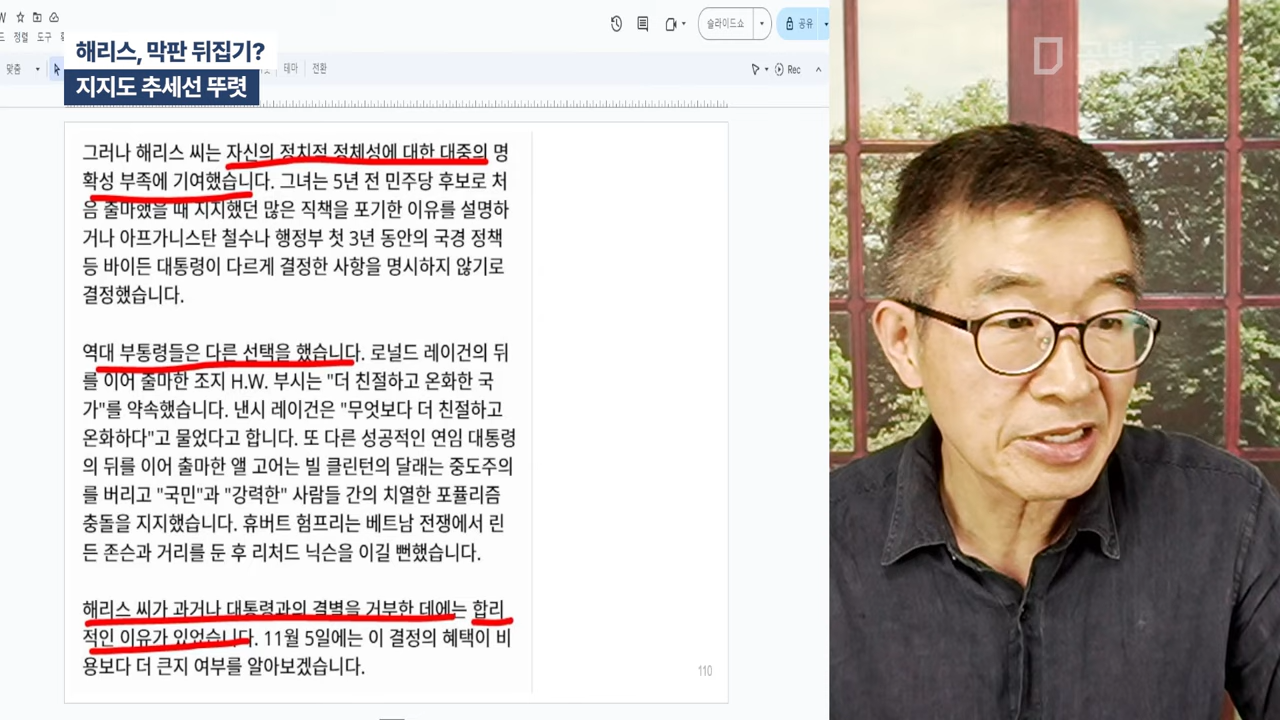 슬라이드쇼
공유
정렬 도구
해리스, 막판 뒤집기?
맞춤
테마
전환
Rec
지지도 추세선 뚜렷
그러나 해리스 씨는 자신의 정치적 정체성에 대한 대중의 명
확성 부족에 기여했습니다. 그녀는 5년 전 민주당 후보로 처
음 출마했을 때 지지했던 많은 직책을 포기한 이유를 설명하
거나 아프가니스탄 철수나 행정부 첫 3년 동안의 국경 정책
등 바이든 대통령이 다르게 결정한 사항을 명시하지 않기로
결정했습니다.
역대 부통령들은 다른 선택을 했습니다. 로널드 레이건의 뒤
를 이어 출마한 조지 H.W. 부시는 "더 친절하고 온화한 국
가"를 약속했습니다. 낸시 레이건은 "무엇보다 더 친절하고
온화하다"고 물었다고 합니다. 또 다른 성공적인 연임 대통령
의 뒤를 이어 출마한 앨 고어는 빌 클린턴의 달래는 중도주의
를 버리고 "국민"과 "강력한" 사람들 간의 치열한 포퓰리즘
충돌을 지지했습니다. 휴버트 험프리는 베트남 전쟁에서 린
든 존슨과 거리를 둔 후 리처드 닉슨을 이길 뻔했습니다.
해리스 씨가 과거나 대통령과의 결별을 거부한 데에는 합리
적인 이유가 있었습니다. 11월 5일에는 이 결정의 혜택이 비
용보다 더 큰지 여부를 알아보겠습니다.
110